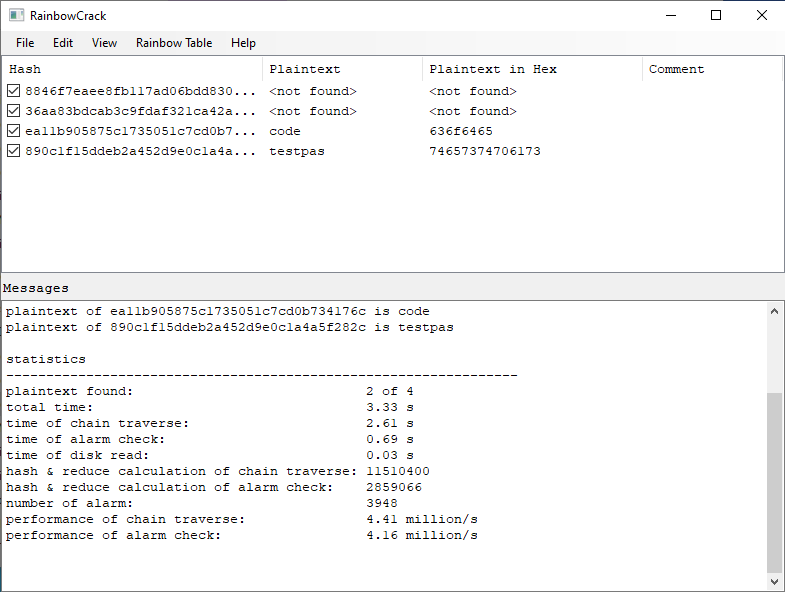 RainbowCrack
File Edit View Rainbow Table Help
Hash Plaintext Plaintext in Hex Comment
8846f7eaee8fb117ad06bdd830... <not found> <not found>
36aa83bdcab3c9fdaf321ca42a... <not found> <not found>
ea11b905875c1735051c7cd0b7... code 636f6465
890c1f15ddeb2a452d9e0c1a4a... testpas 74657374706173
Messages
plaintext of ea11b905875c1735051c7cd0b734176c is code
plaintext of 890c1f15ddeb2a452d9e0c1a4a5f282c is testpas
statistics
----------------------------------------------------------------
plaintext found: 2 of 4
total time: 3.33 s
time of chain traverse: 2.61 s
time of alarm check: 0.69 s
time of disk read: 0.03 s
hash & reduce calculation of chain traverse: 11510400
hash & reduce calculation of alarm check: 2859066
number of alarm: 3948
performance of chain traverse: 4.41 million/s
performance of alarm check: 4.16 million/s